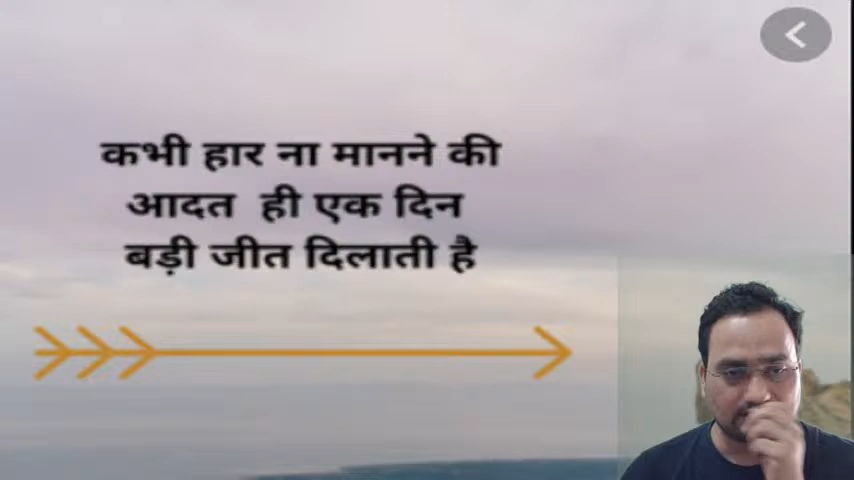 कभी हार ना मानने की
आदत ही एक दिन
बड़ी जीत दिलाती है